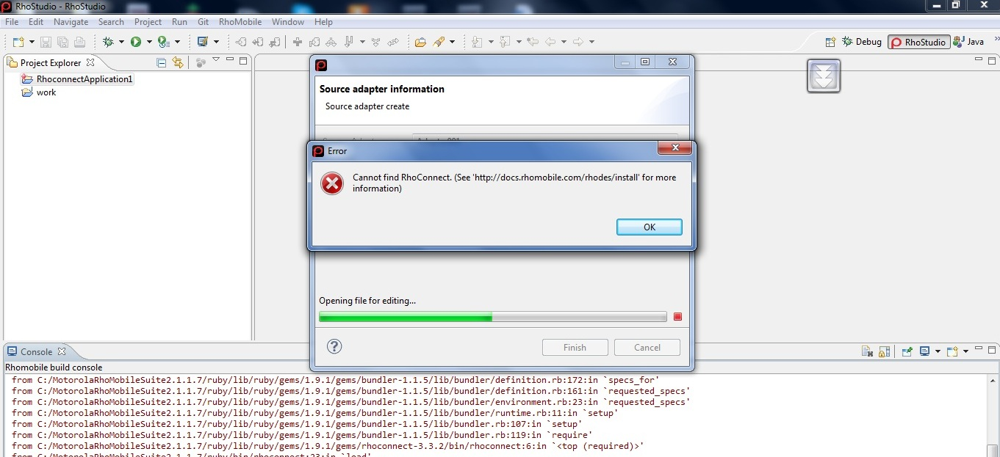 RhoStudio - RhoStudio
File Edit Navigate Search Project Run Git RhoMobile Window Help
Debug RhoStudio Java
Project Explorer
RhoconnectApplication1
work
Source adapter information
Source adapter create
Error
Cannot find RhoConnect. (See 'http://docs.rhomobile.com/rhodes/install' for more
information)
OK
Opening file for editing...
Finish Cancel
Console
Rhomobile build console
from C:/MotorolaRhoMobileSuite2.1.1.7/ruby/lib/ruby/gems/1.9.1/gems/bundler-1.1.5/lib/bundler/definition.rb:172:in `specs_for'
from C:/MotorolaRhoMobileSuite2.1.1.7/ruby/lib/ruby/gems/1.9.1/gems/bundler-1.1.5/lib/bundler/definition.rb:161:in `requested_specs'
from C:/MotorolaRhoMobileSuite2.1.1.7/ruby/lib/ruby/gems/1.9.1/gems/bundler-1.1.5/lib/bundler/environment.rb:23:in `requested_specs'
from C:/MotorolaRhoMobileSuite2.1.1.7/ruby/lib/ruby/gems/1.9.1/gems/bundler-1.1.5/lib/bundler/runtime.rb:11:in `setup'
from C:/MotorolaRhoMobileSuite2.1.1.7/ruby/lib/ruby/gems/1.9.1/gems/bundler-1.1.5/lib/bundler.rb:107:in `setup'
from C:/MotorolaRhoMobileSuite2.1.1.7/ruby/lib/ruby/gems/1.9.1/gems/bundler-1.1.5/lib/bundler.rb:119:in `require'
from C:/MotorolaRhoMobileSuite2.1.1.7/ruby/lib/ruby/gems/1.9.1/gems/rhoconnect-3.3.2/bin/rhoconnect:6:in `<top (required)>'
from C:/MotorolaRhoMobileSuite2.1.1.7/ruby/bin/rhoconnect:23:in `load'